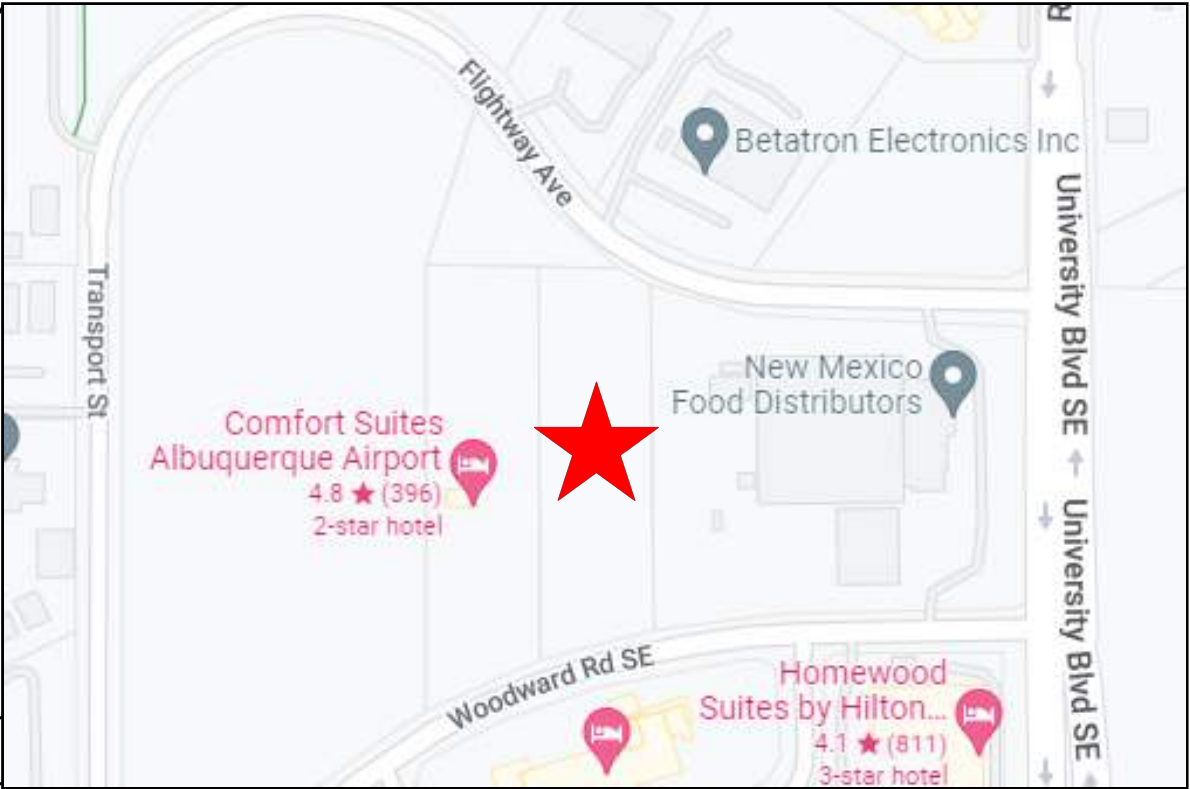 R
Flightway Ave
Betatron Electronics Inc
University Blvd SE
Transport St
New Mexico
Food Distributors
Comfort Suites
Albuquerque Airport
4.8 ★ (396)
2-star hotel
University Blvd SE
Woodward Rd SE
Homewood
Suites by Hilton...
4.1 ★ (811)
3-star hotel